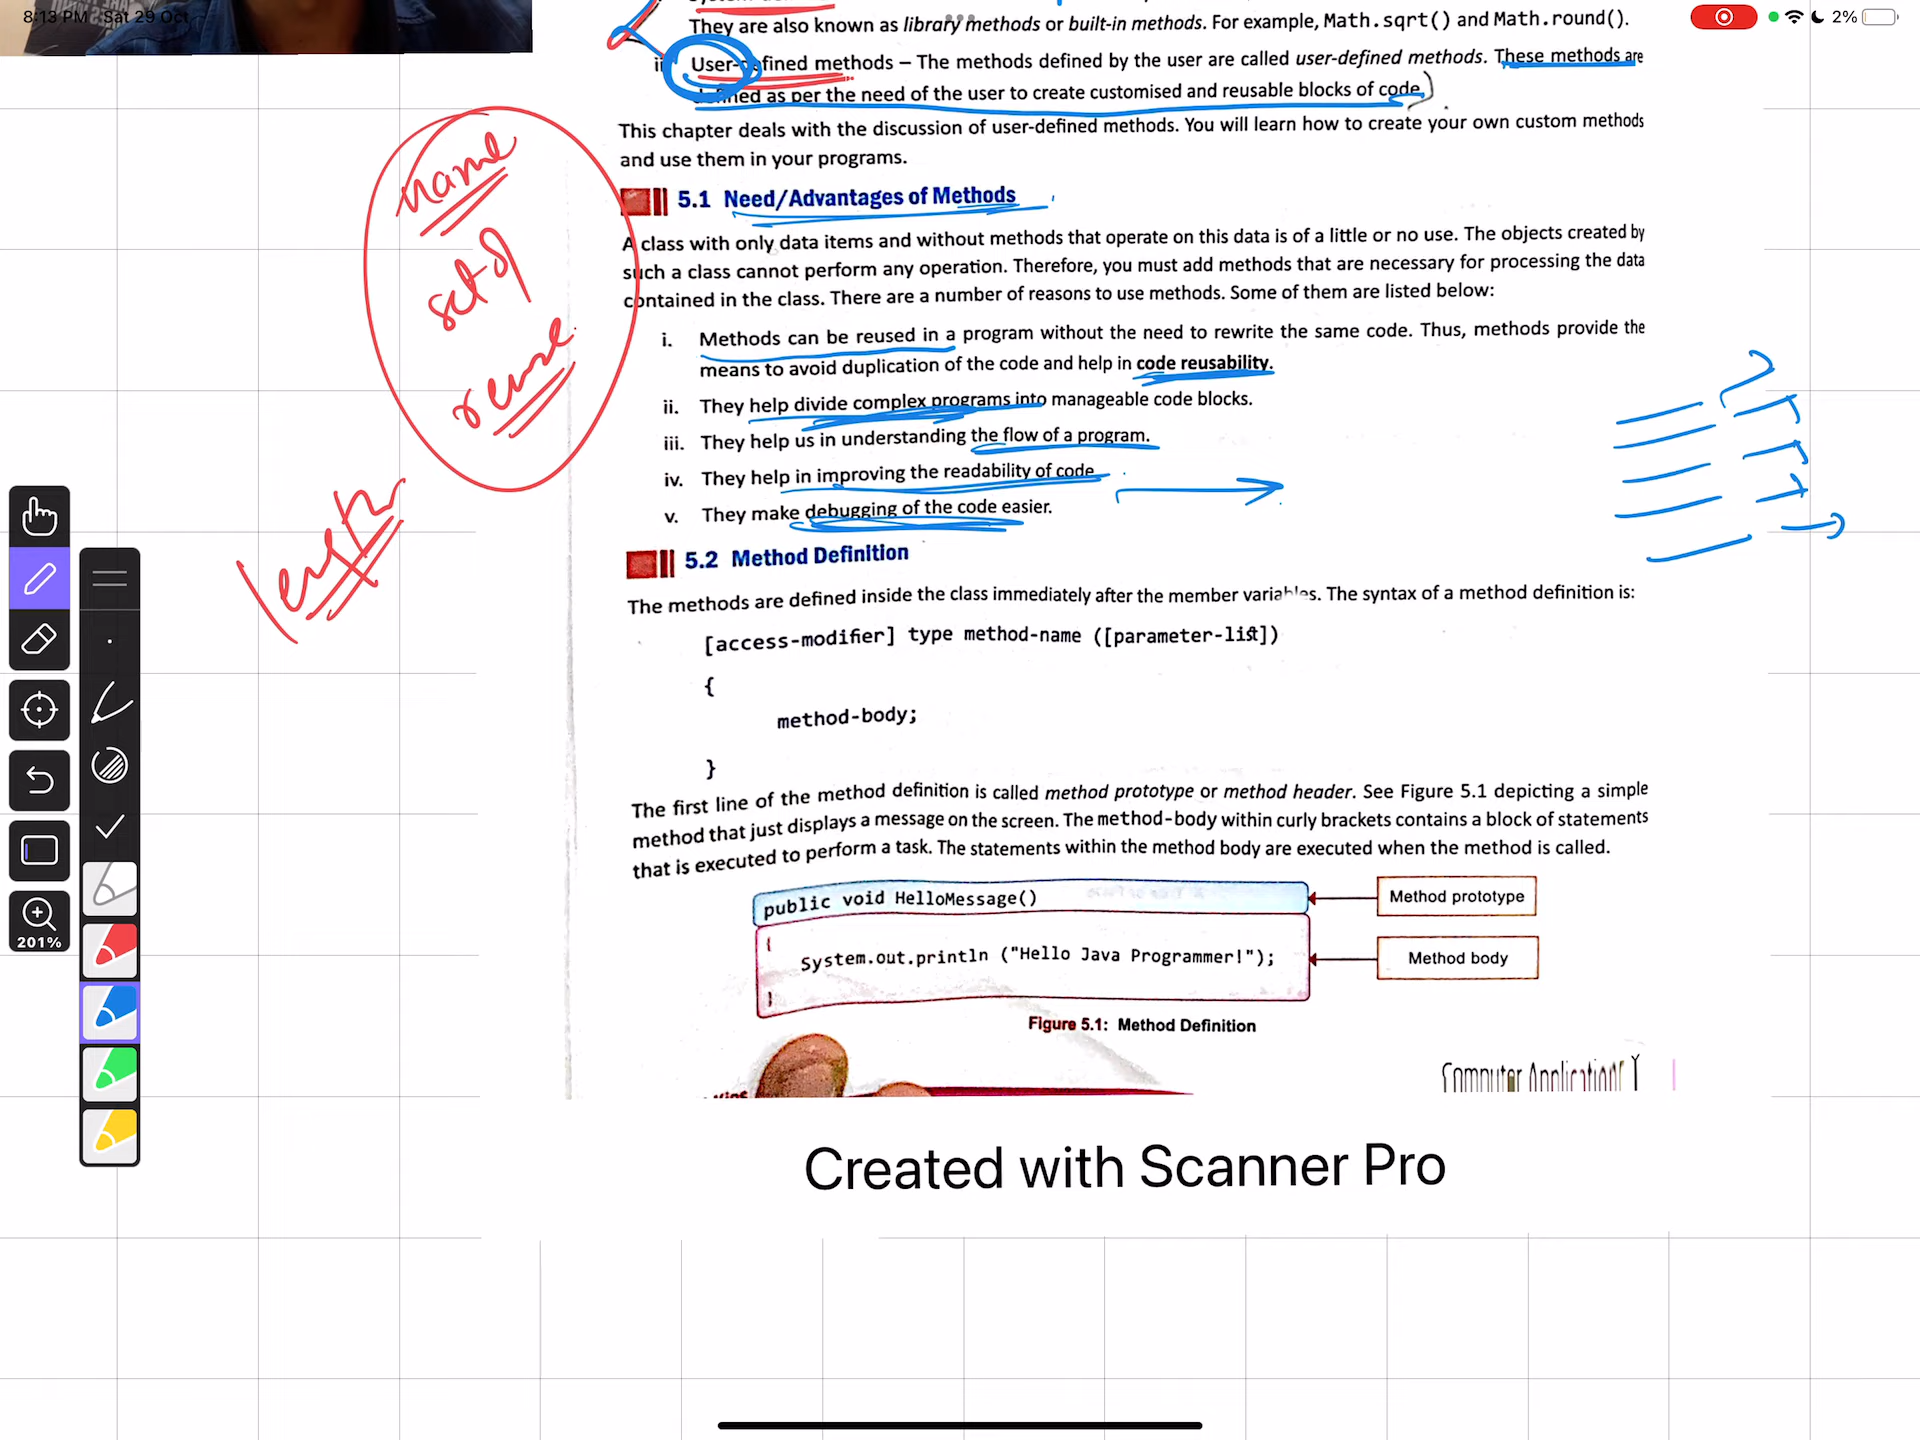 8:13 PM Sat 29 Oct
2%
They are also known as library methods or built-in methods. For example, Math.sqrt() and Math.round().
User-defined methods – The methods defined by the user are called user-defined methods. These methods are
defined as per the need of the user to create customised and reusable blocks of code.
This chapter deals with the discussion of user-defined methods. You will learn how to create your own custom methods
and use them in your programs.
name
set of
reuse
length
5.1 Need/Advantages of Methods
A class with only data items and without methods that operate on this data is of a little or no use. The objects created by
such a class cannot perform any operation. Therefore, you must add methods that are necessary for processing the data
contained in the class. There are a number of reasons to use methods. Some of them are listed below:
i. Methods can be reused in a program without the need to rewrite the same code. Thus, methods provide the
means to avoid duplication of the code and help in code reusability.
ii. They help divide complex programs into manageable code blocks.
iii. They help us in understanding the flow of a program.
iv. They help in improving the readability of code.
v. They make debugging of the code easier.
5.2 Method Definition
The methods are defined inside the class immediately after the member variables. The syntax of a method definition is:
[access-modifier] type method-name ([parameter-list])
{
method-body;
}
The first line of the method definition is called method prototype or method header. See Figure 5.1 depicting a simple
method that just displays a message on the screen. The method-body within curly brackets contains a block of statements
that is executed to perform a task. The statements within the method body are executed when the method is called.
public void HelloMessage()
Method prototype
{
System.out.println ("Hello Java Programmer!");
Method body
}
Figure 5.1: Method Definition
Created with Scanner Pro
201%